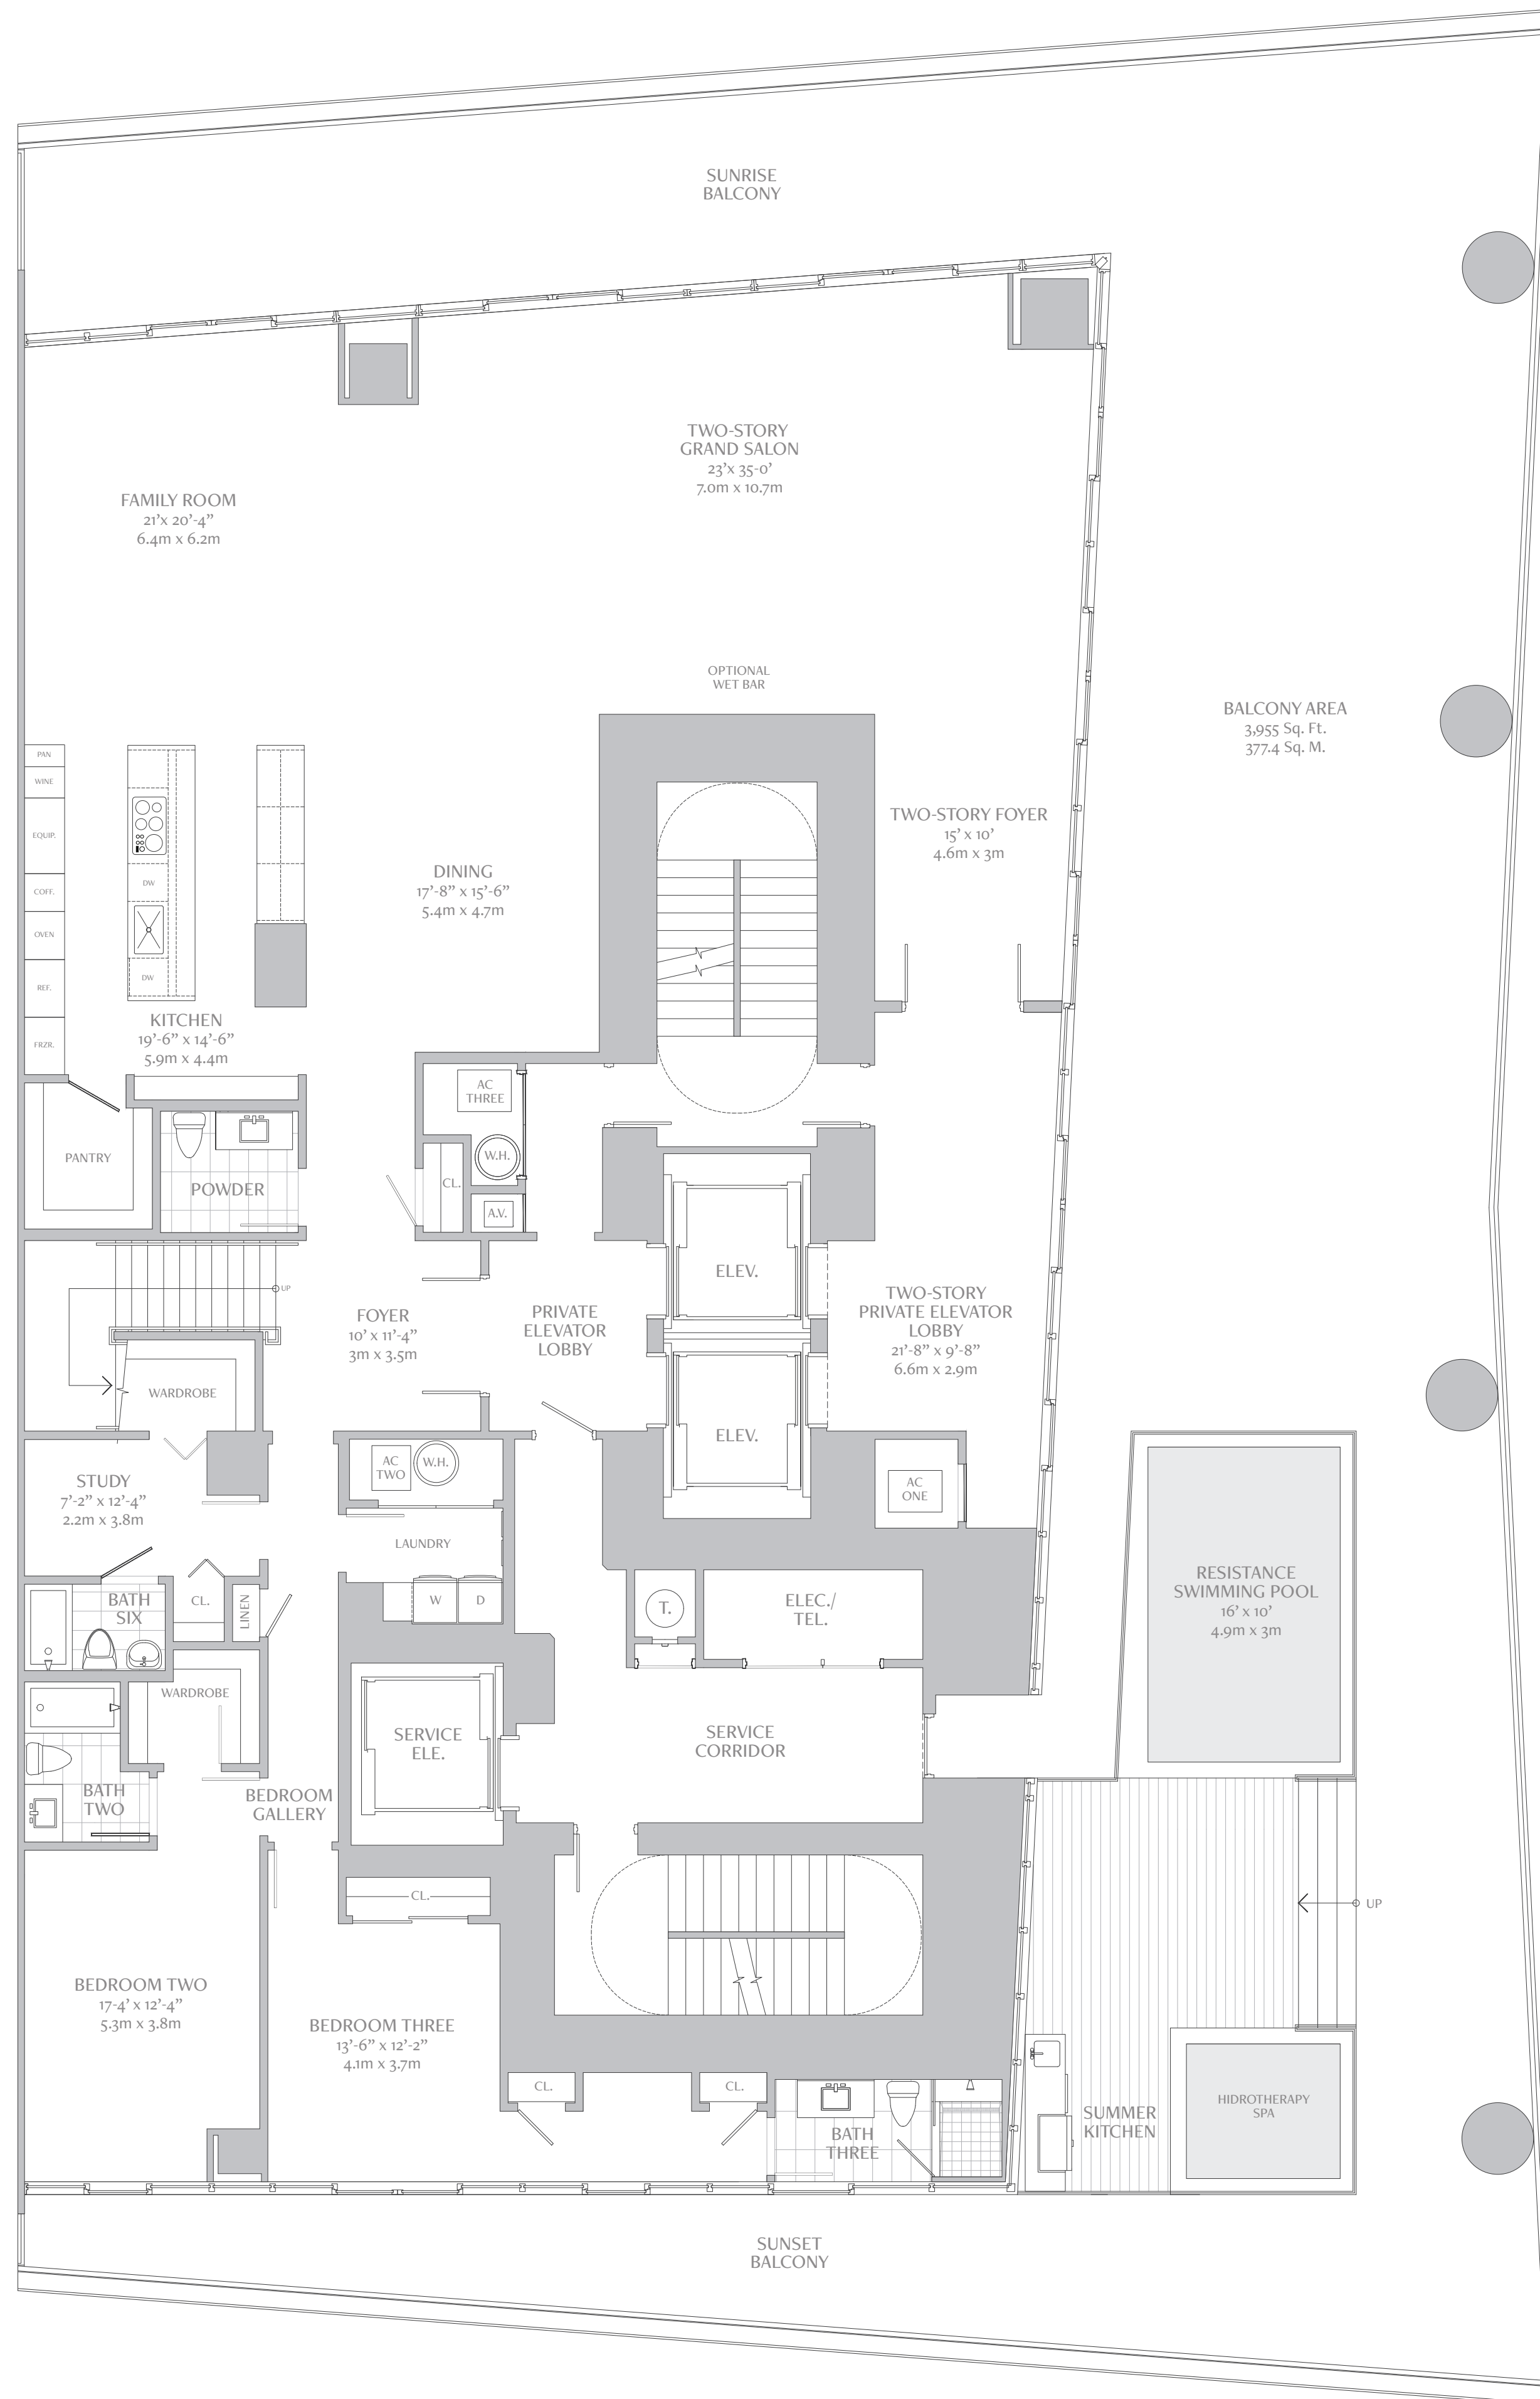 SUNRISE
BALCONY
TWO-STORY
GRAND SALON
23’x 35-0’
7.0m x 10.7m
FAMILY ROOM
21’x 20’-4”
6.4m x 6.2m
OPTIONAL
WET BAR
BALCONY AREA
3,955 Sq. Ft.
377.4 Sq. M.
PAN
WINE
EQUIP.
COFF.
OVEN
REF.
FRZR.
DW
DW
KITCHEN
19’-6” x 14’-6”
5.9m x 4.4m
DINING
17’-8” x 15’-6”
5.4m x 4.7m
TWO-STORY FOYER
15’ x 10’
4.6m x 3m
AC
THREE
W.H.
CL.
A.V.
PANTRY
POWDER
UP
FOYER
10’ x 11’-4”
3m x 3.5m
PRIVATE
ELEVATOR
LOBBY
ELEV.
ELEV.
TWO-STORY
PRIVATE ELEVATOR
LOBBY
21’-8” x 9’-8”
6.6m x 2.9m
WARDROBE
STUDY
7’-2” x 12’-4”
2.2m x 3.8m
AC
TWO
W.H.
AC
ONE
LAUNDRY
W
D
T.
ELEC./
TEL.
RESISTANCE
SWIMMING POOL
16’ x 10’
4.9m x 3m
BATH
SIX
CL.
LINEN
WARDROBE
SERVICE
ELE.
SERVICE
CORRIDOR
BATH
TWO
BEDROOM
GALLERY
CL.
UP
BEDROOM TWO
17-4’ x 12’-4”
5.3m x 3.8m
BEDROOM THREE
13’-6” x 12’-2”
4.1m x 3.7m
CL.
CL.
BATH
THREE
SUMMER
KITCHEN
HIDROTHERAPY
SPA
SUNSET
BALCONY